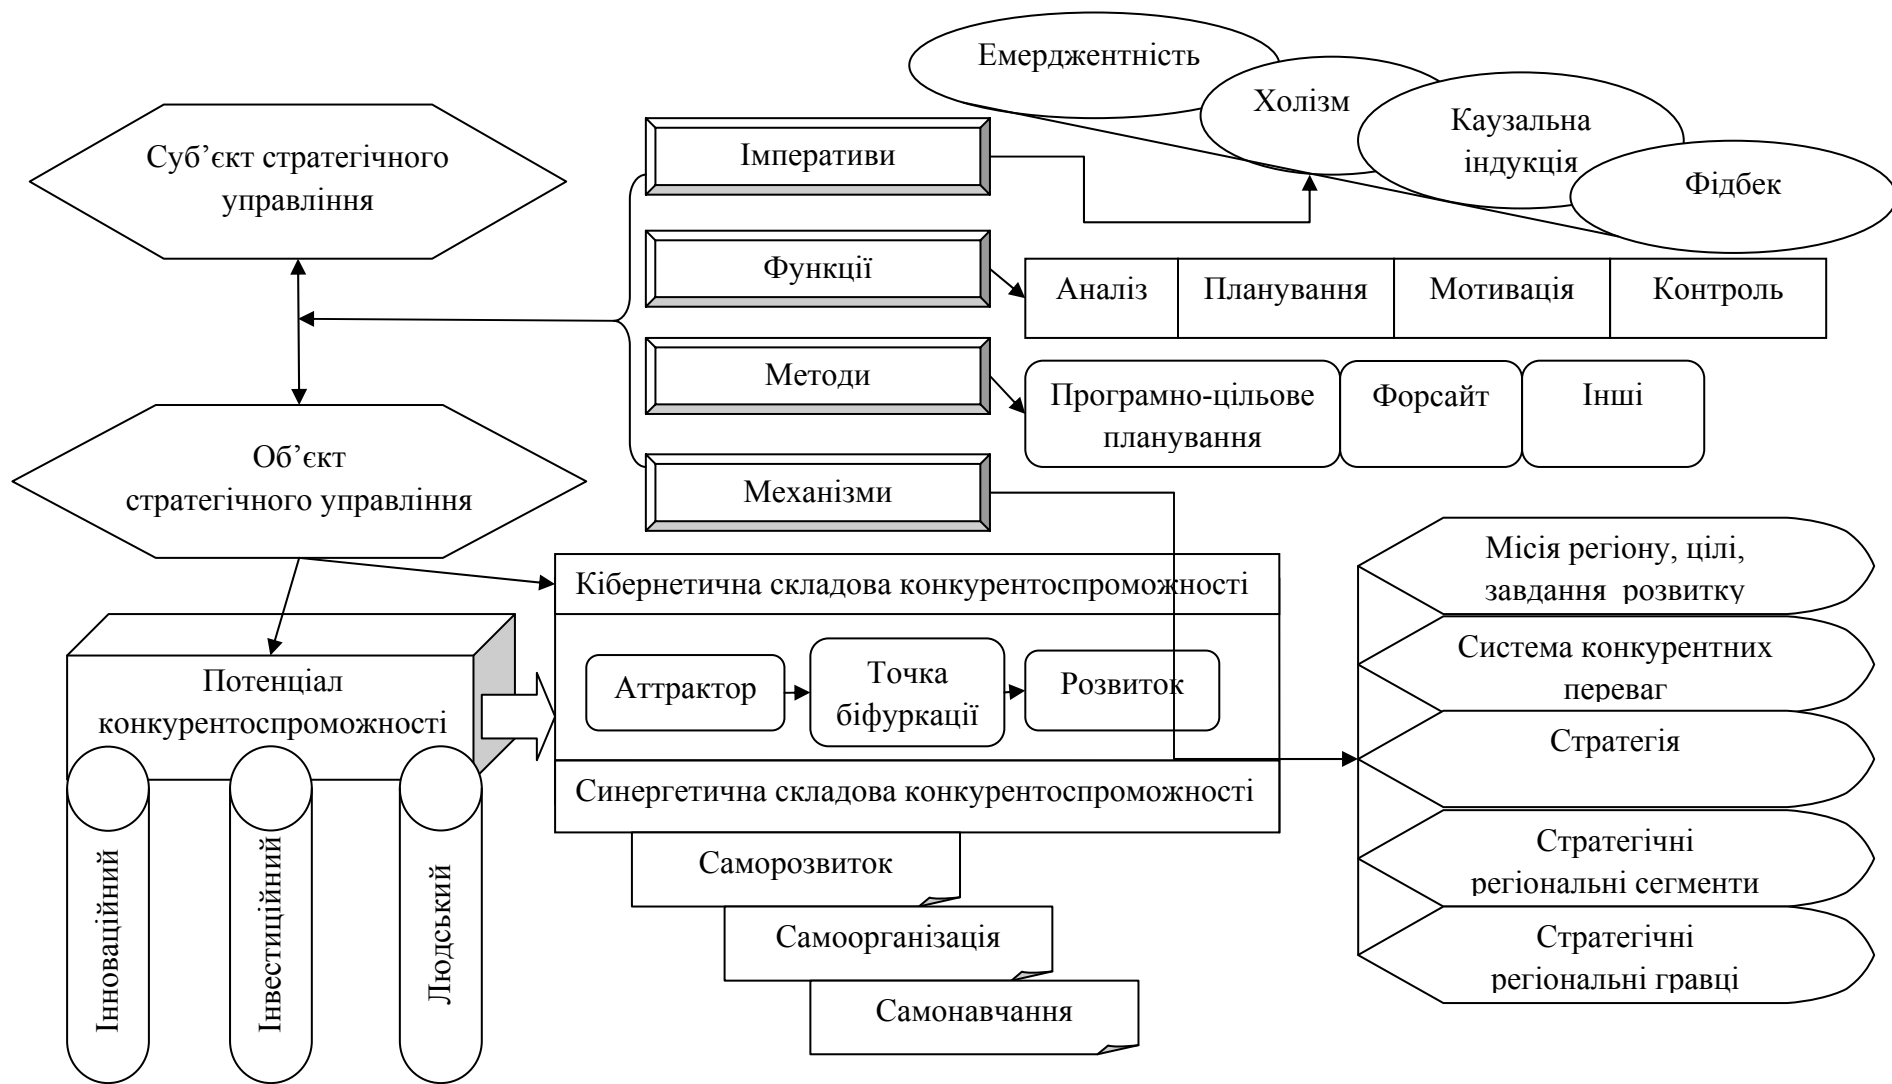 Емерджентність
Холізм
Каузальна
індукція
Фідбек
Суб’єкт стратегічного
управління
Імперативи
Функції
Аналіз
Планування
Мотивація
Контроль
Методи
Програмно-цільове
планування
Форсайт
Інші
Об’єкт
стратегічного управління
Механізми
Кібернетична складова конкурентоспроможності
Місія регіону, цілі,
завдання розвитку
Система конкурентних
переваг
Стратегія
Стратегічні
регіональні сегменти
Стратегічні
регіональні гравці
Потенціал
конкурентоспроможності
Аттрактор
Точка
біфуркації
Розвиток
Синергетична складова конкурентоспроможності
Саморозвиток
Самоорганізація
Самонавчання
Інноваційний
Інвестиційний
Людський